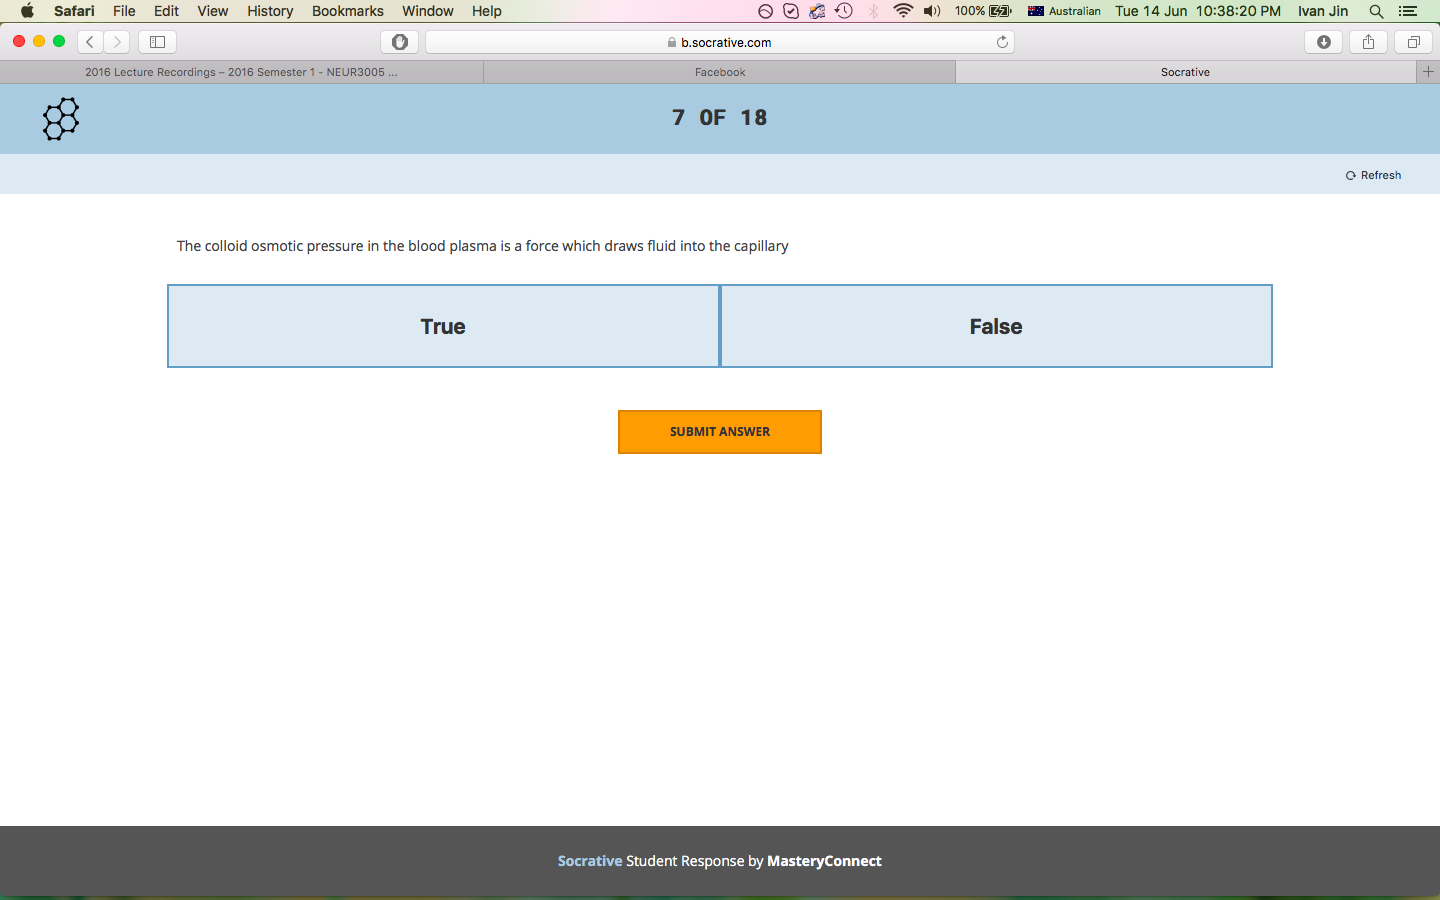 Safari File Edit View History Bookmarks Window Help 100% Australian Tue 14 Jun 10:38:20 PM Ivan Jin
b.socrative.com
2016 Lecture Recordings – 2016 Semester 1 - NEUR3005 ... Facebook Socrative
7 OF 18
Refresh
The colloid osmotic pressure in the blood plasma is a force which draws fluid into the capillary
True False
SUBMIT ANSWER
Socrative Student Response by MasteryConnect